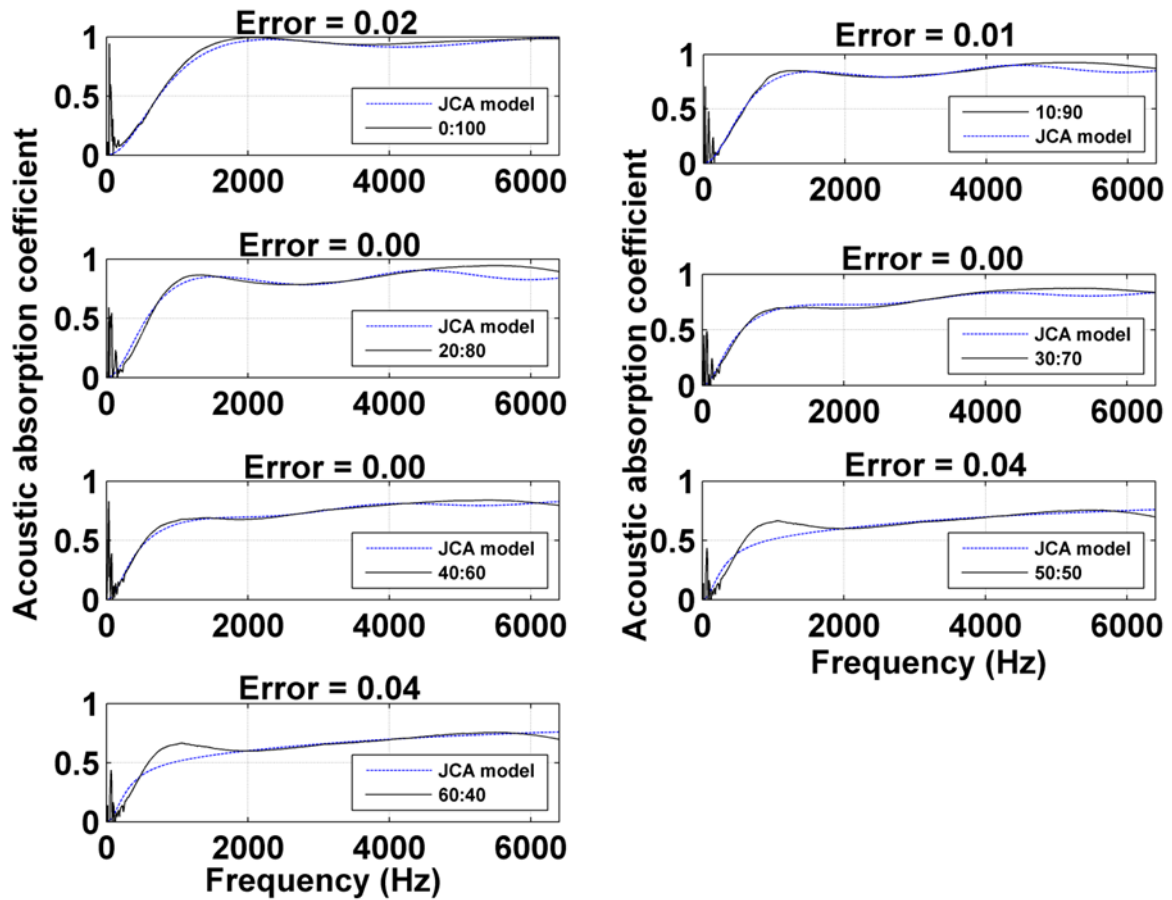 Error = 0.02
1
0.5
0
0 2000 4000 6000
JCA model
0:100
Error = 0.01
1
0.5
0
0 2000 4000 6000
10:90
JCA model
Error = 0.00
1
0.5
0
0 2000 4000 6000
JCA model
20:80
Error = 0.00
1
0.5
0
0 2000 4000 6000
JCA model
30:70
Error = 0.00
1
0.5
0
0 2000 4000 6000
JCA model
40:60
Error = 0.04
1
0.5
0
0 2000 4000 6000
JCA model
50:50
Frequency (Hz)
Error = 0.04
1
0.5
0
0 2000 4000 6000
JCA model
60:40
Frequency (Hz)
Acoustic absorption coefficient
Acoustic absorption coefficient